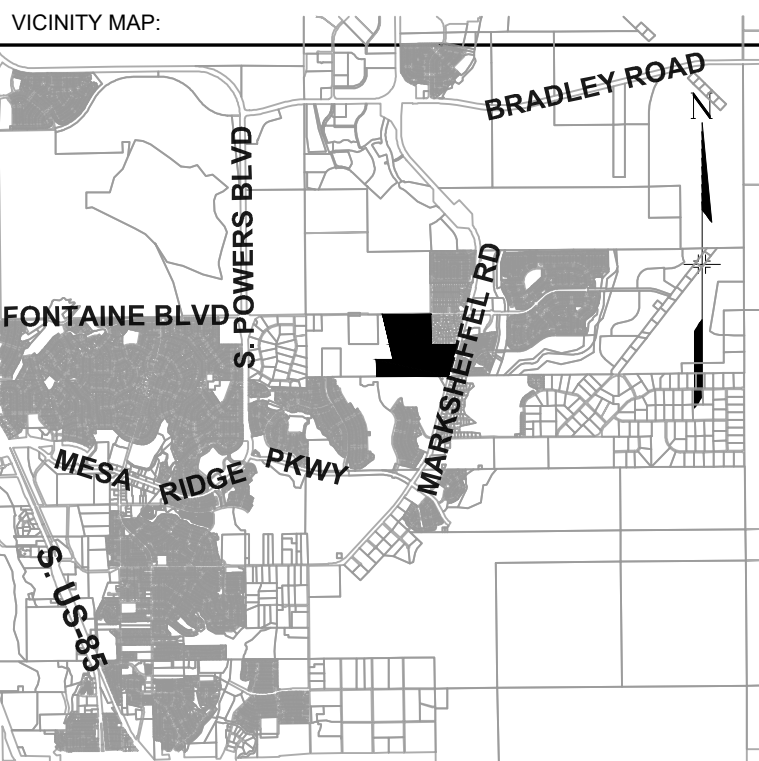 VICINITY MAP:
BRADLEY ROAD
N
S. POWERS BLVD
MARKSHEFFEL RD
FONTAINE BLVD
MESA RIDGE PKWY
S. US-85